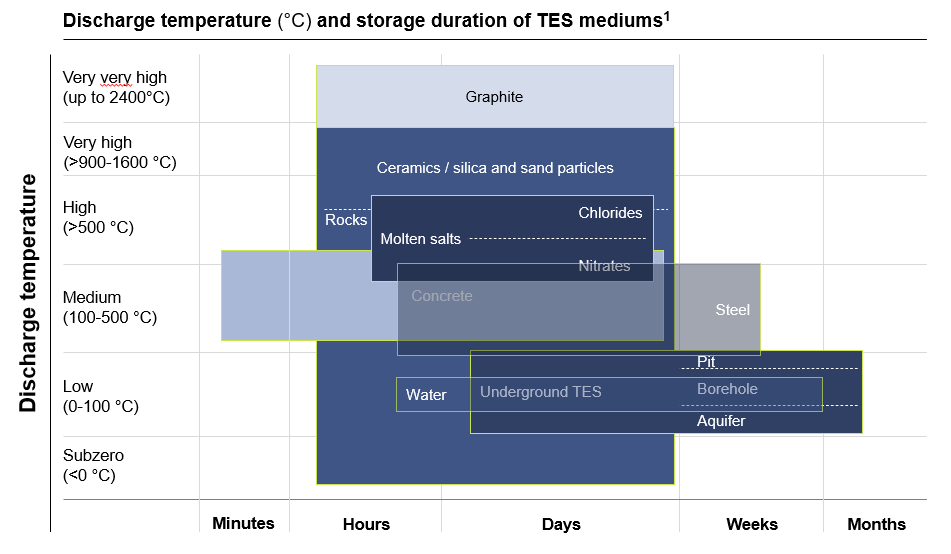 Discharge temperature (°C) and storage duration of TES mediums¹
Discharge temperature
Very very high
(up to 2400°C)
Graphite
Very high
(>900-1600 °C)
Ceramics / silica and sand particles
High
(>500 °C)
Rocks
Chlorides
Molten salts
Nitrates
Medium
(100-500 °C)
Concrete
Steel
Low
(0-100 °C)
Pit
Water
Underground TES
Borehole
Aquifer
Subzero
(<0 °C)
Minutes
Hours
Days
Weeks
Months